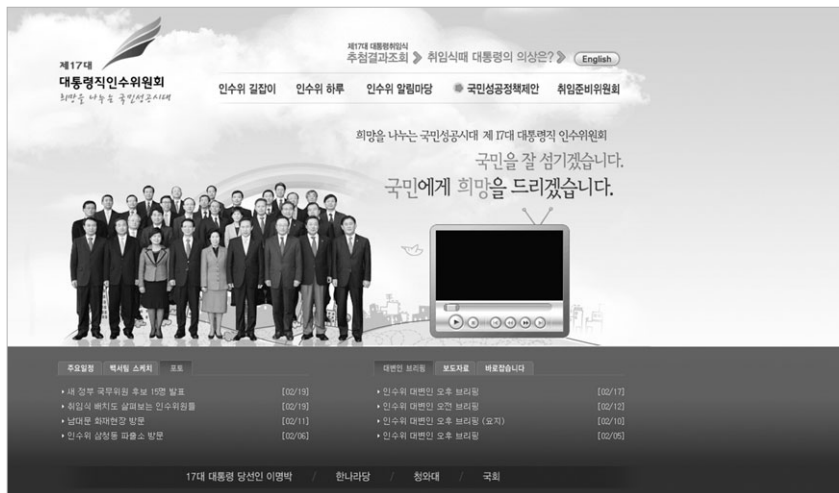 제17대
대통령직인수위원회
희망을 나누는 국민성공시대
제17대 대통령취임식
추첨결과조회
취임식때 대통령의 의상은?
English
인수위 길잡이
인수위 하루
인수위 알림마당
국민성공정책제안
취임준비위원회
희망을 나누는 국민성공시대 제 17대 대통령직 인수위원회
국민을 잘 섬기겠습니다.
국민에게 희망을 드리겠습니다.
주요일정 백서팀 스케치 포토
새 정부 국무위원 후보 15명 발표 [02/19]
취임식 배치도 살펴보는 인수위원들 [02/19]
남대문 화재현장 방문 [02/11]
인수위 삼청동 파출소 방문 [02/06]
대변인 브리핑 보도자료 바로잡습니다
인수위 대변인 오후 브리핑 [02/17]
인수위 대변인 오전 브리핑 [02/12]
인수위 대변인 오후 브리핑 (요지) [02/10]
인수위 대변인 오후 브리핑 [02/05]
17대 대통령 당선인 이명박 / 한나라당 / 청와대 / 국회